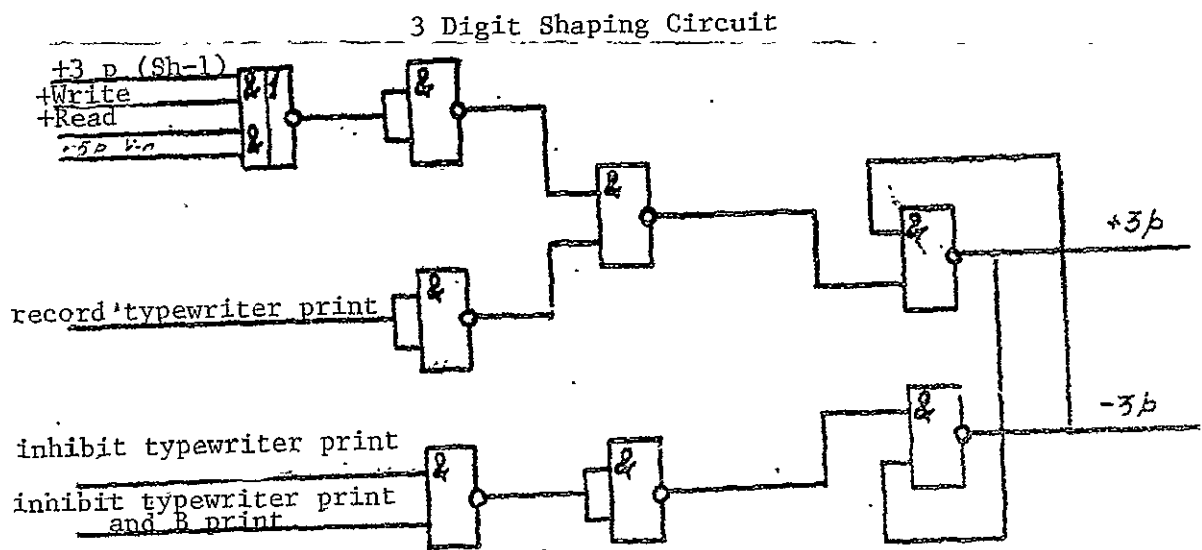 3 Digit Shaping Circuit
+3 p (Sh-1)
+Write
+Read
& 1
&
&
&
&
+3p
record typewriter print
&
&
-3p
inhibit typewriter print
&
&
inhibit typewriter print
and B print